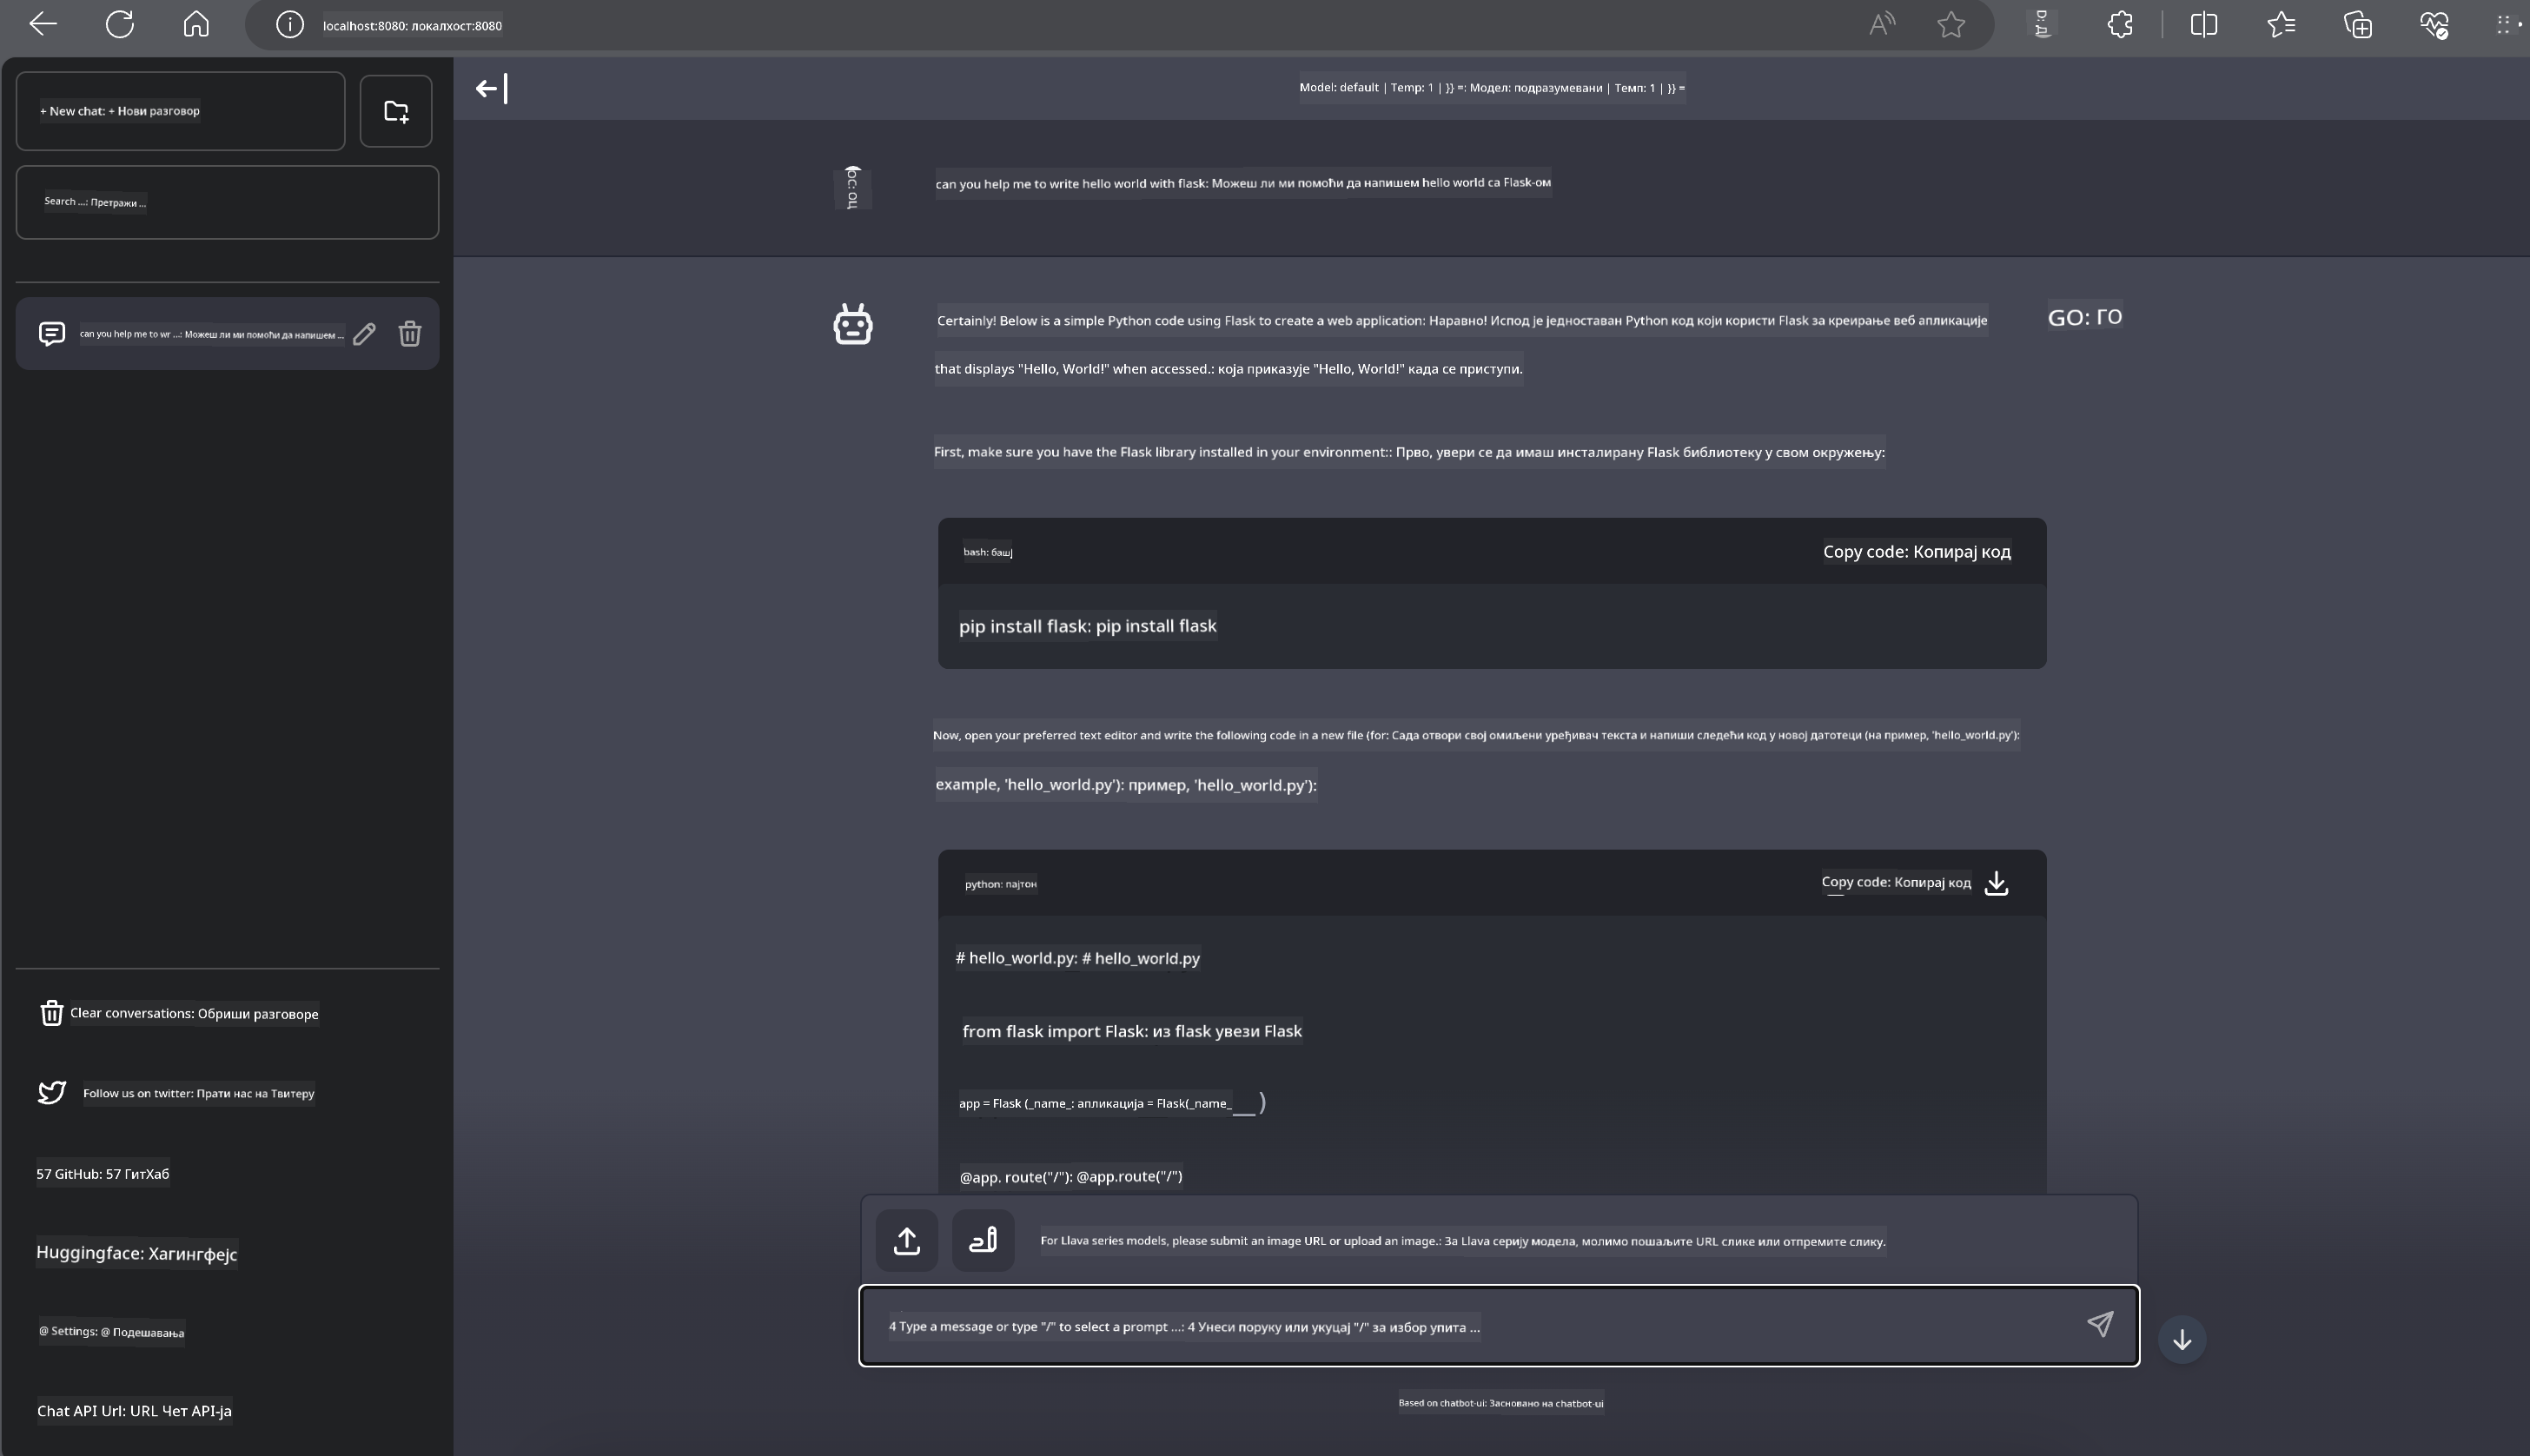 localhost:8080: локалхост:8080
+ New chat: + Нови разговор
Search ...: Претражи ...
can you help me to wr ...: Можеш ли ми помоћи да напишем ...
Clear conversations: Обриши разговоре
Follow us on twitter: Прати нас на Твитеру
57 GitHub: 57 ГитХаб
Huggingface: Хагингфејс
@ Settings: @ Подешавања
Chat API Url: URL Чет API-ја
Model: default | Temp: 1 | }} =: Модел: подразумевани | Темп: 1 | }} =
can you help me to write hello world with flask: Можеш ли ми помоћи да напишем hello world са Flask-ом
Certainly! Below is a simple Python code using Flask to create a web application: Наравно! Испод је једноставан Python код који користи Flask за креирање веб апликације
GO: ГО
that displays "Hello, World!" when accessed.: која приказује "Hello, World!" када се приступи.
First, make sure you have the Flask library installed in your environment:: Прво, увери се да имаш инсталирану Flask библиотеку у свом окружењу:
bash: башј
Copy code: Копирај код
pip install flask: pip install flask
Now, open your preferred text editor and write the following code in a new file (for: Сада отвори свој омиљени уређивач текста и напиши следећи код у новој датотеци (на пример, 'hello_world.py'):
example, 'hello_world.py'): пример, 'hello_world.py'):
python: пајтон
Copy code: Копирај код
# hello_world.py: # hello_world.py
from flask import Flask: из flask увези Flask
app = Flask (_name_: апликација = Flask(_name_ __ )
@app. route("/"): @app.route("/")
For Llava series models, please submit an image URL or upload an image.: За Llava серију модела, молимо пошаљите URL слике или отпремите слику.
4 Type a message or type "/" to select a prompt ...: 4 Унеси поруку или укуцај "/" за избор упита ...
Based on chatbot-ui: Засновано на chatbot-ui